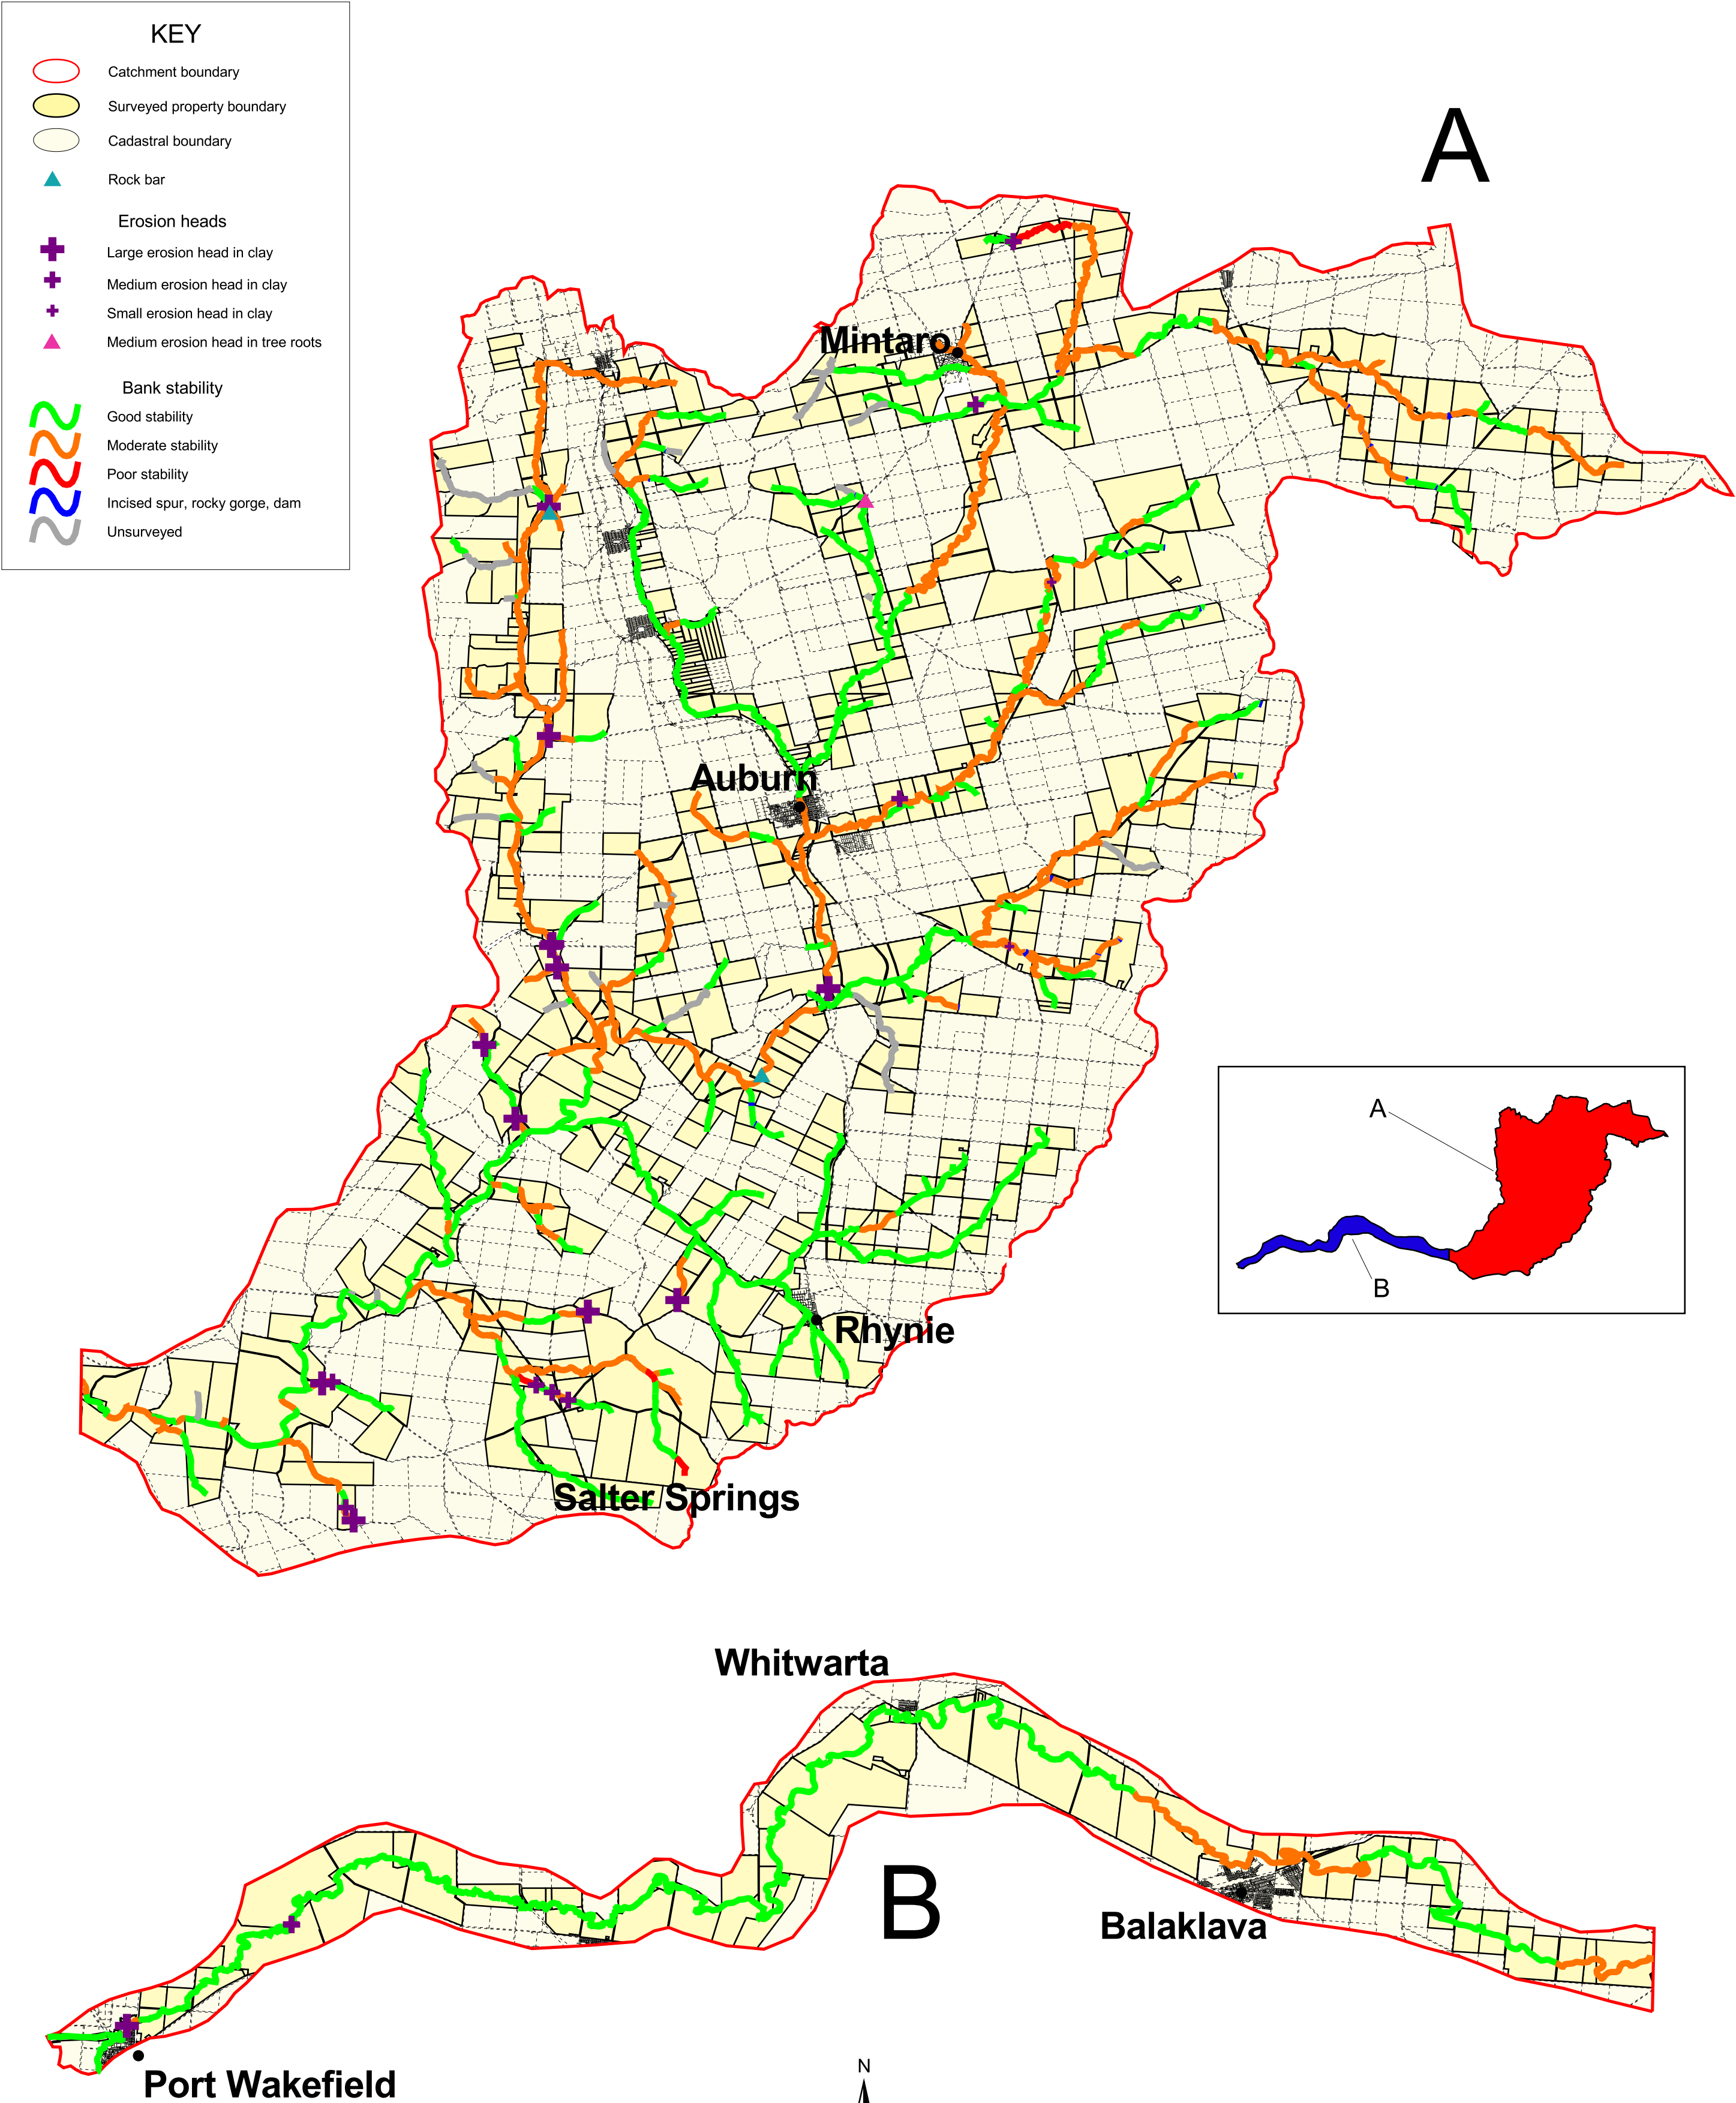 KEY
Catchment boundary
Surveyed property boundary
Cadastral boundary
Rock bar
Erosion heads
Large erosion head in clay
Medium erosion head in clay
Small erosion head in clay
Medium erosion head in tree roots
Bank stability
Good stability
Moderate stability
Poor stability
Incised spur, rocky gorge, dam
Unsurveyed
A
Mintaro
Auburn
A
B
Rhynie
Salter Springs
Whitwarta
B
Balaklava
Port Wakefield
N